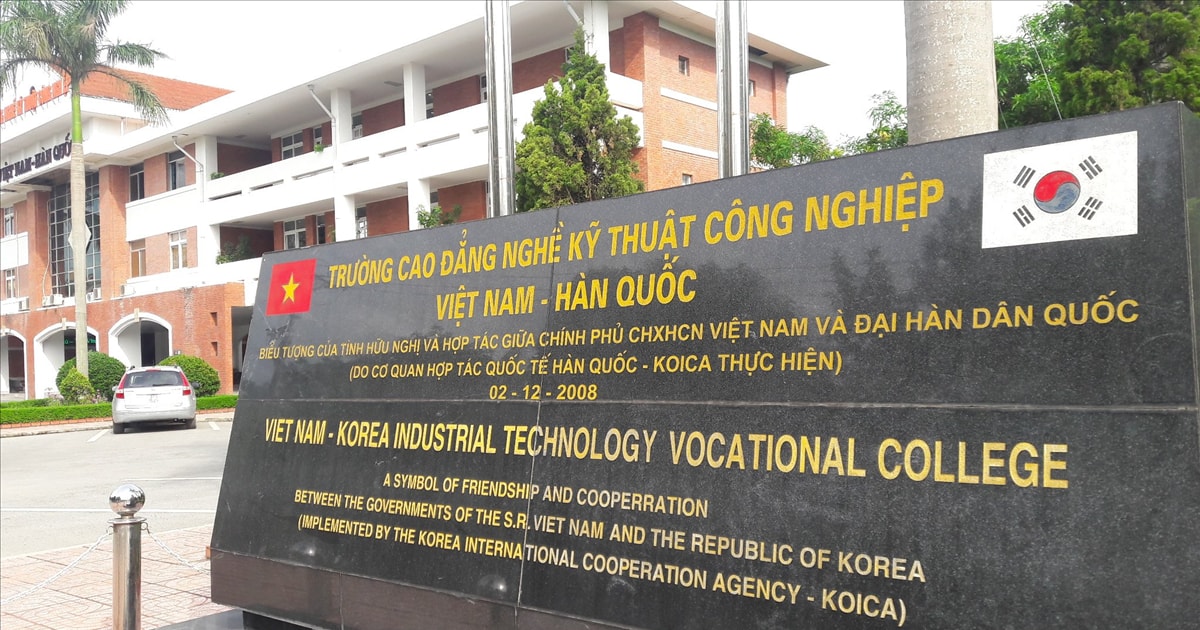 VIỆT NAM-HÀN QUỐC
TRƯỜNG CAO ĐẲNG NGHỀ KỸ THUẬT CÔNG NGHIỆP
VIỆT NAM - HÀN QUỐC
BIỂU TƯỢNG CỦA TÌNH HỮU NGHỊ VÀ HỢP TÁC GIỮA CHÍNH PHỦ CHXHCN VIỆT NAM VÀ ĐẠI HÀN DÂN QUỐC
(DO CƠ QUAN HỢP TÁC QUỐC TẾ HÀN QUỐC - KOICA THỰC HIỆN)
02 - 12 - 2008
VIET NAM - KOREA INDUSTRIAL TECHNOLOGY VOCATIONAL COLLEGE
A SYMBOL OF FRIENDSHIP AND COOPERRATION
BETWEEN THE GOVERNMENTS OF THE S.R. VIET NAM AND THE REPUBLIC OF KOREA
(IMPLEMENTED BY THE KOREA INTERNATIONAL COOPERATION AGENCY - KOICA)